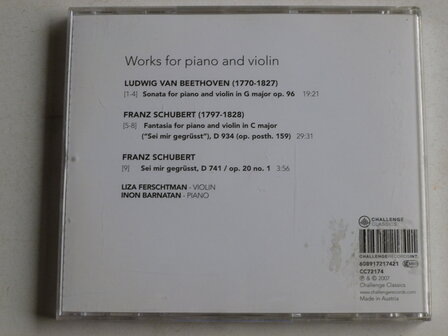 Works for piano and violin
LUDWIG VAN BEETHOVEN (1770-1827)
[1-4] Sonata for piano and violin in G major op. 96 19:21
FRANZ SCHUBERT (1797-1828)
[5-8] Fantasia for piano and violin in C major
("Sei mir gegrüsst"), D 934 (op. posth. 159) 29:31
FRANZ SCHUBERT
[9] Sei mir gegrüsst, D 741 / op. 20 no. 1 3:56
LIZA FERSCHTMAN - VIOLIN
INON BARNATAN - PIANO
CHALLENGE
CLASSICS
CHALLENGE RECORDS INT.
608917217421
CC72174
℗ & © 2007
Challenge Classics
www.challengerecords.com
Made in